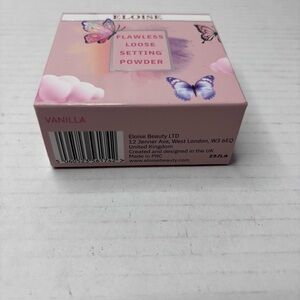 ELOISE
FLAWLESS
LOOSE
SETTING
POWDER
VANILLA
Eloise Beauty LTD
12 Jenner Ave, West London, W3 6EQ
United Kingdom
Created and designed in the UK
Made in PRC
www.eloisebeauty.com